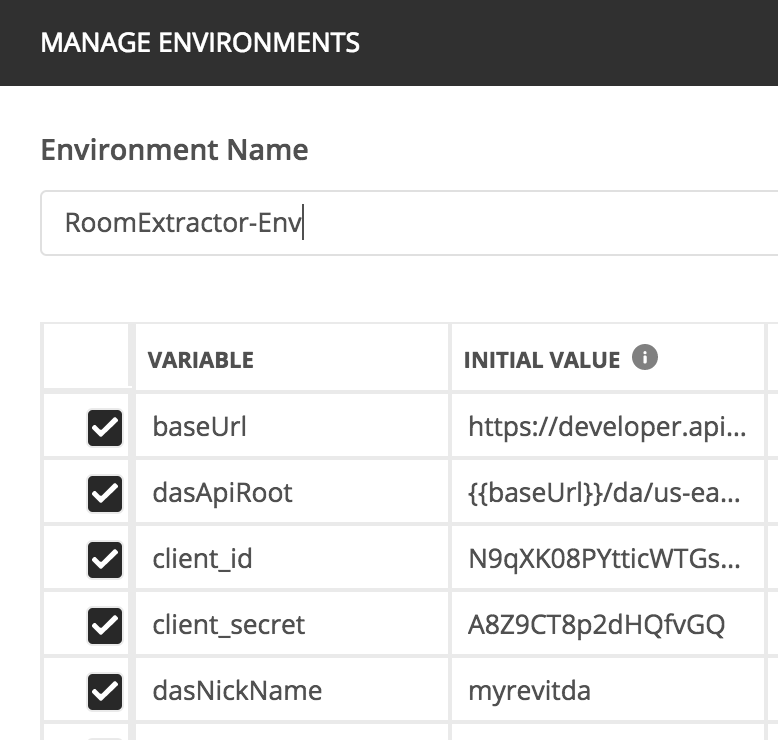 MANAGE ENVIRONMENTS
Environment Name
RoomExtractor-Env
VARIABLE INITIAL VALUE i
baseUrl https://developer.api...
dasApiRoot {{baseUrl}}/da/us-ea...
client_id N9qXK08PYtticWTGs...
client_secret A8Z9CT8p2dHQfvGQ
dasNickName myrevitda